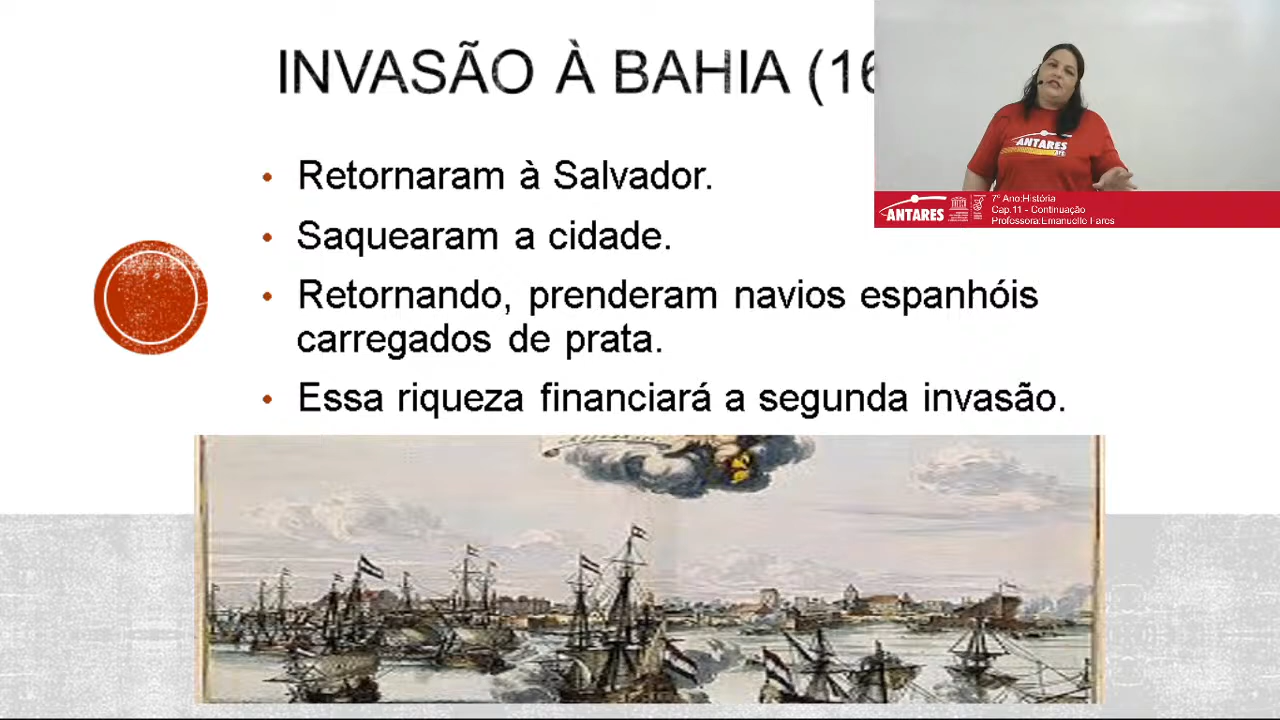 INVASÃO À BAHIA (16
• Retornaram à Salvador.
• Saquearam a cidade.
• Retornando, prenderam navios espanhóis
carregados de prata.
• Essa riqueza financiará a segunda invasão.
ANTARES
ANTARES
7º Ano:História
Cap.11 - Continuação